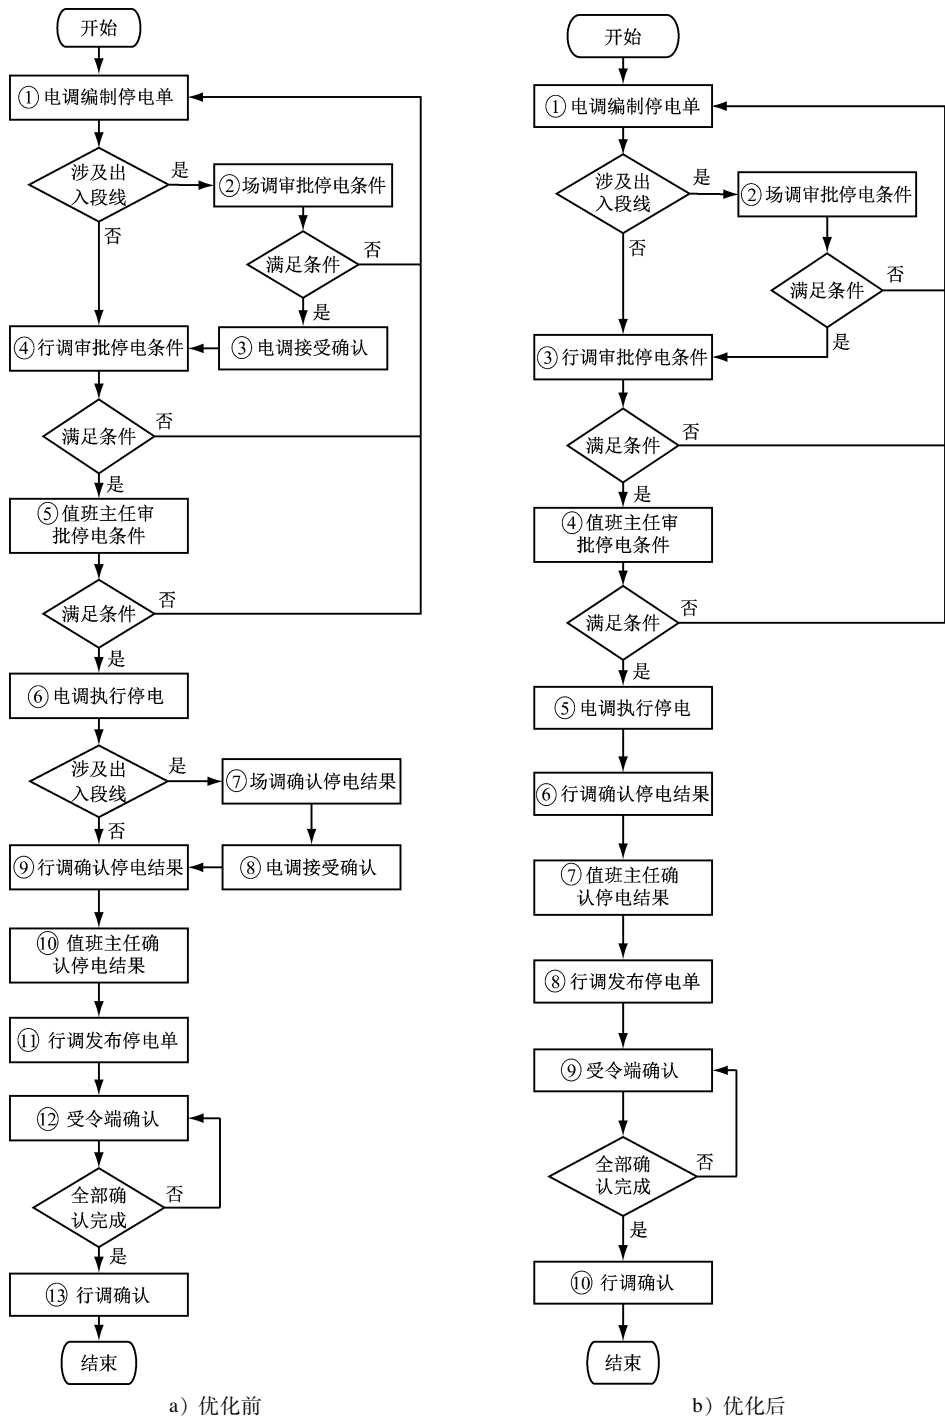 开始
①电调编制停电单
涉及出
入段线
是
②场调审批停电条件
否
满足条件
否
是
④行调审批停电条件
③电调接受确认
满足条件
否
是
⑤值班主任审
批停电条件
满足条件
否
是
⑥电调执行停电
涉及出
入段线
是
⑦场调确认停电结果
否
⑨行调确认停电结果
⑧电调接受确认
⑩值班主任确
认停电结果
⑪行调发布停电单
⑫受令端确认
全部确
认完成
否
是
⑬行调确认
结束
a）优化前
开始
①电调编制停电单
涉及出
入段线
是
②场调审批停电条件
否
满足条件
否
是
③行调审批停电条件
满足条件
否
是
④值班主任审
批停电条件
满足条件
否
是
⑤电调执行停电
⑥行调确认停电结果
⑦值班主任确
认停电结果
⑧行调发布停电单
⑨受令端确认
全部确
认完成
否
是
⑩行调确认
结束
b）优化后